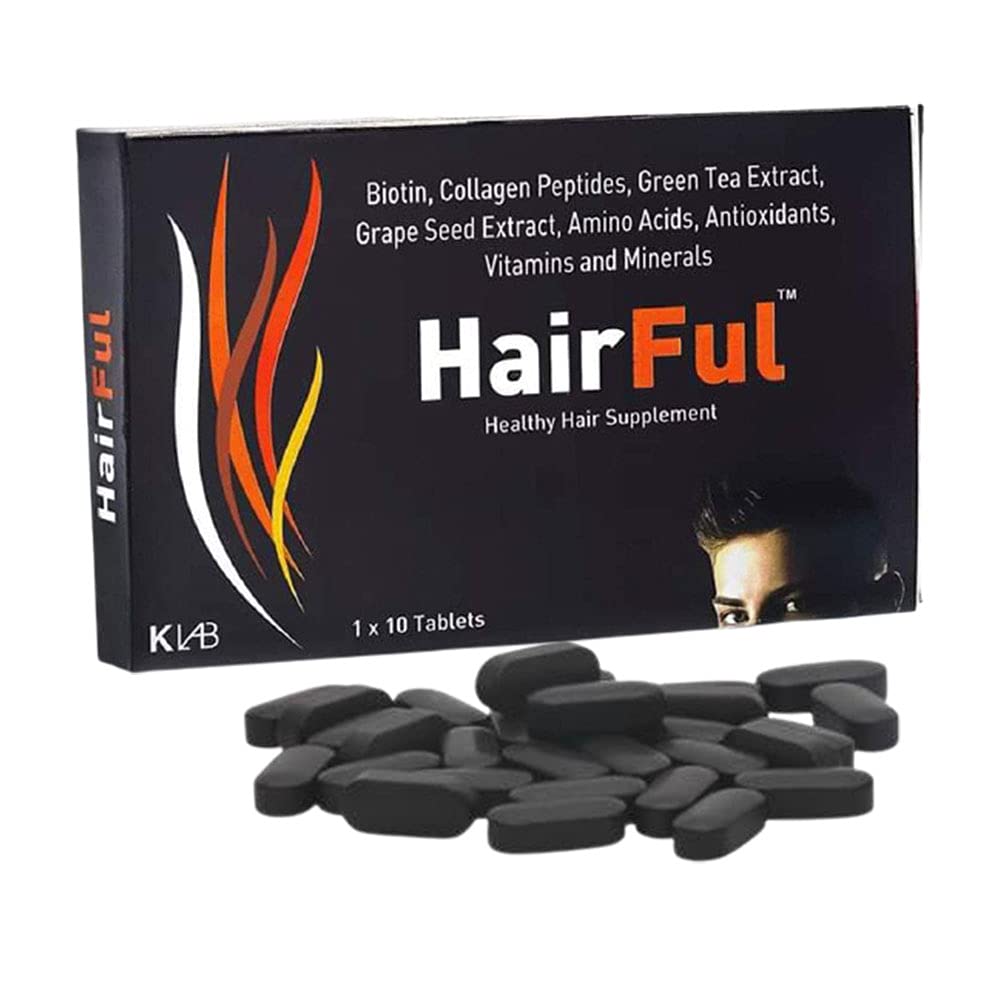 Biotin, Collagen Peptides, Green Tea Extract,
Grape Seed Extract, Amino Acids, Antioxidants,
Vitamins and Minerals
HairFul™
Healthy Hair Supplement
1 x 10 Tablets
KLAB
HairFul